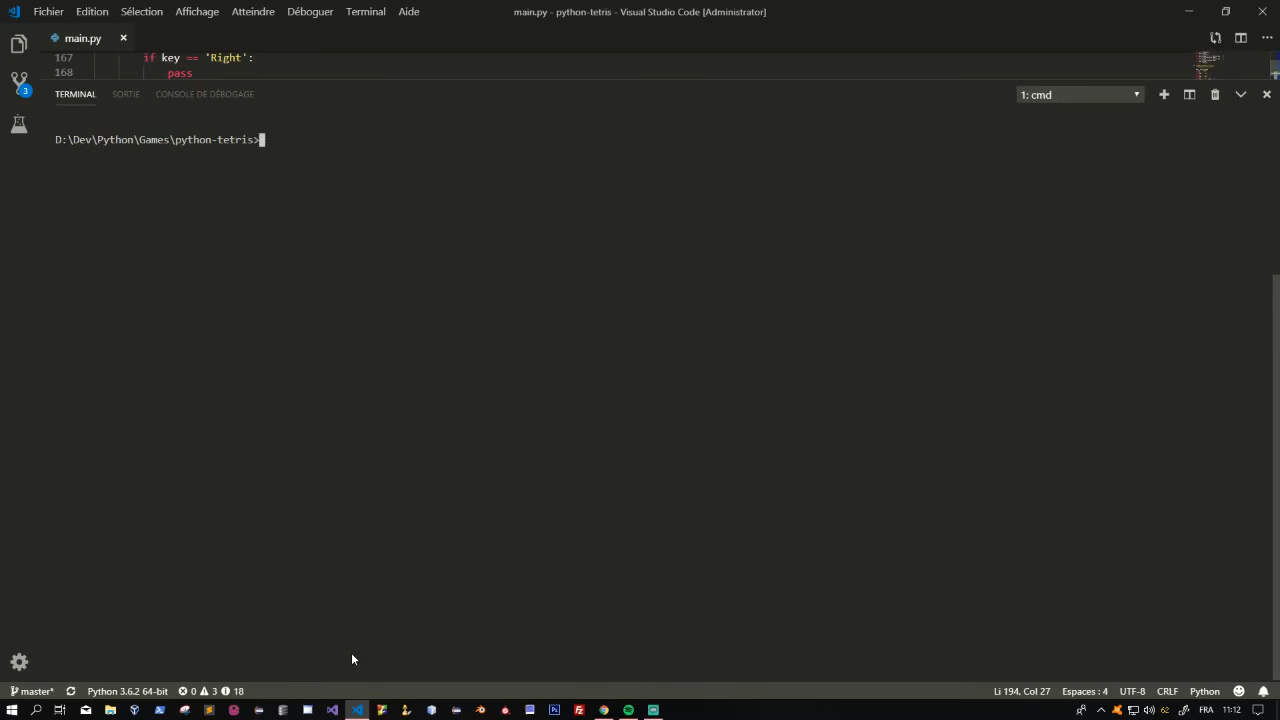 Fichier Edition Sélection Affichage Atteindre Déboguer Terminal Aide main.py - python-tetris - Visual Studio Code [Administrator]
main.py
167 if key == 'Right':
168 pass
TERMINAL SORTIE CONSOLE DE DÉBOGAGE 1: cmd
D:\Dev\Python\Games\python-tetris>
3
master* Python 3.6.2 64-bit 0 3 18 Li 194, Col 27 Espaces : 4 UTF-8 CRLF Python
62 FRA 11:12